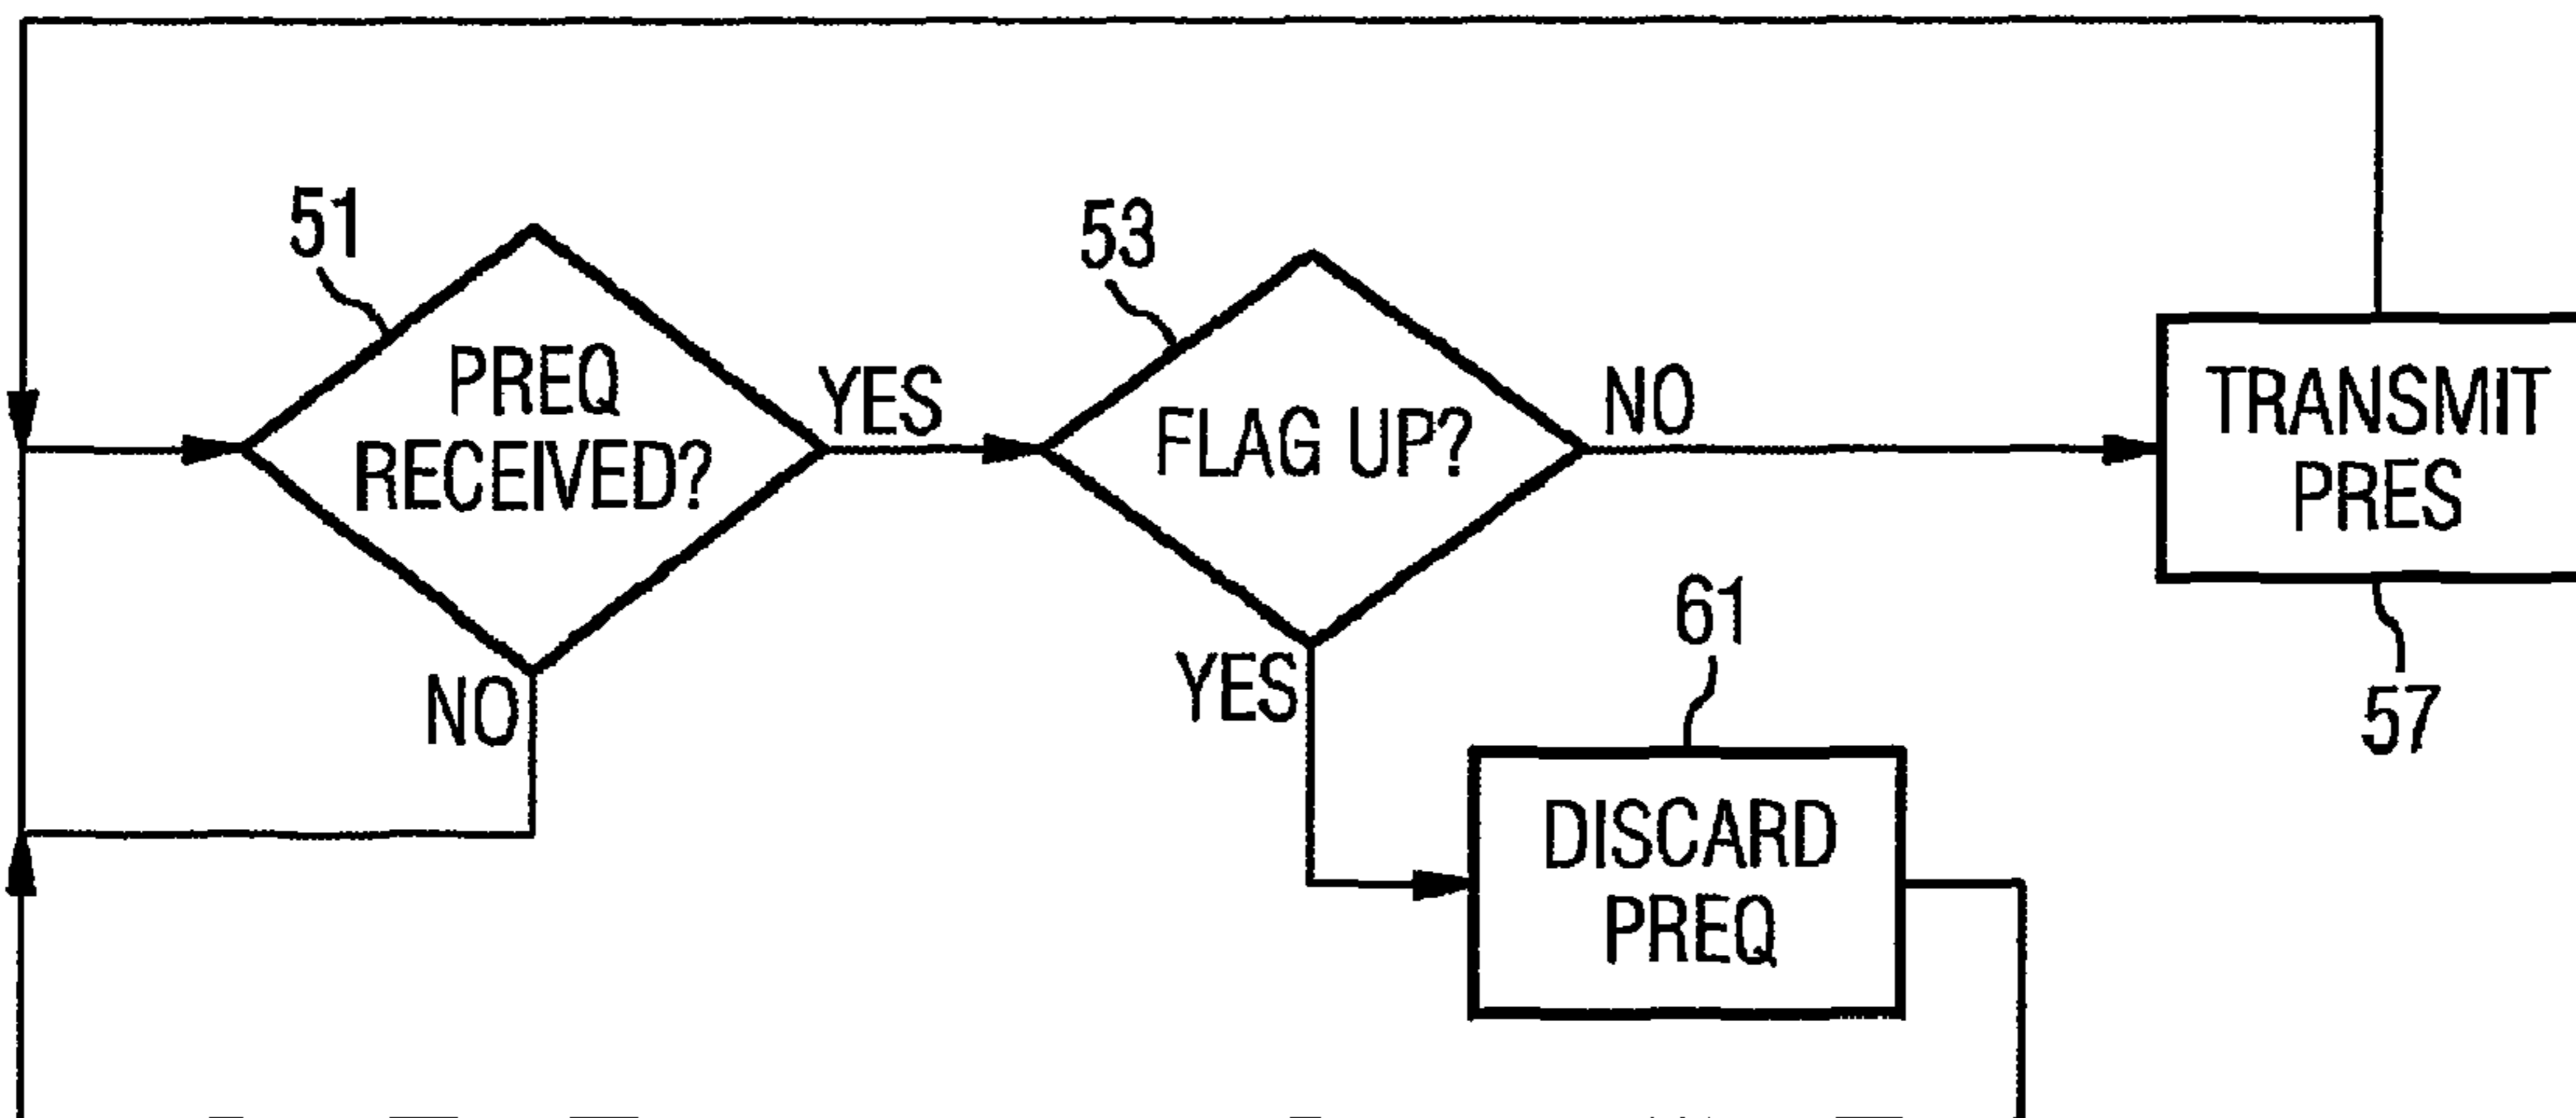 51
PREQ
RECEIVED?
YES
NO
53
FLAG UP?
NO
YES
TRANSMIT
PRES
57
61
DISCARD
PREQ